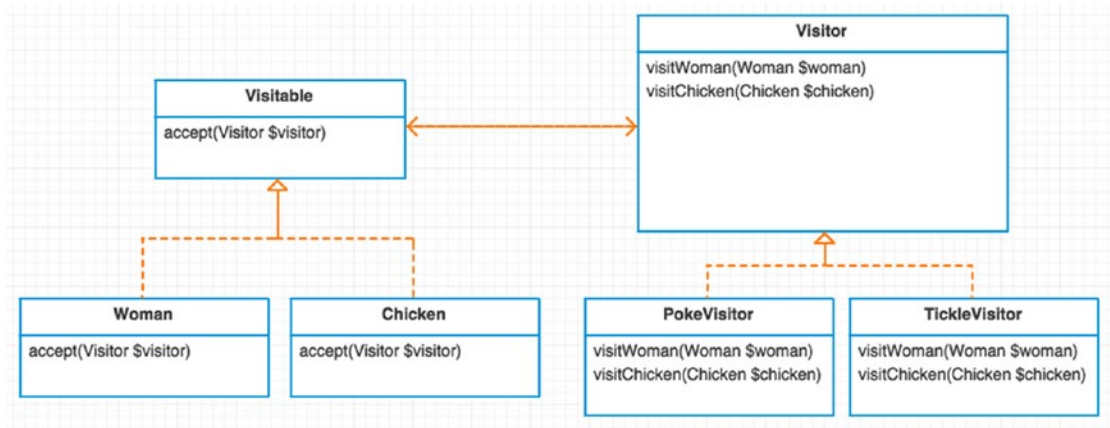 Visitor
visitWoman(Woman $woman)
visitChicken(Chicken $chicken)
Visitable
accept(Visitor $visitor)
Woman
accept(Visitor $visitor)
Chicken
accept(Visitor $visitor)
PokeVisitor
visitWoman(Woman $woman)
visitChicken(Chicken $chicken)
TickleVisitor
visitWoman(Woman $woman)
visitChicken(Chicken $chicken)